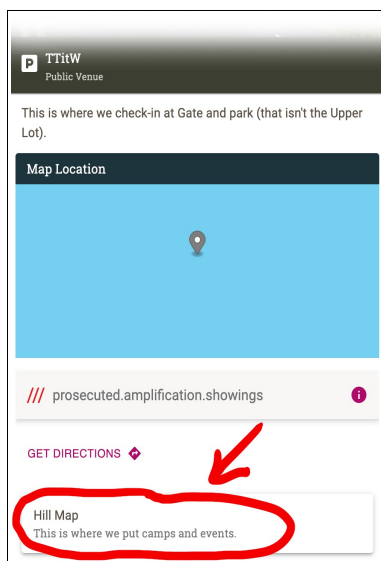 P
TTitW
Public Venue
This is where we check-in at Gate and park (that isn't the Upper
Lot).
Map Location
/// prosecuted.amplification.showings
i
GET DIRECTIONS
Hill Map
This is where we put camps and events.